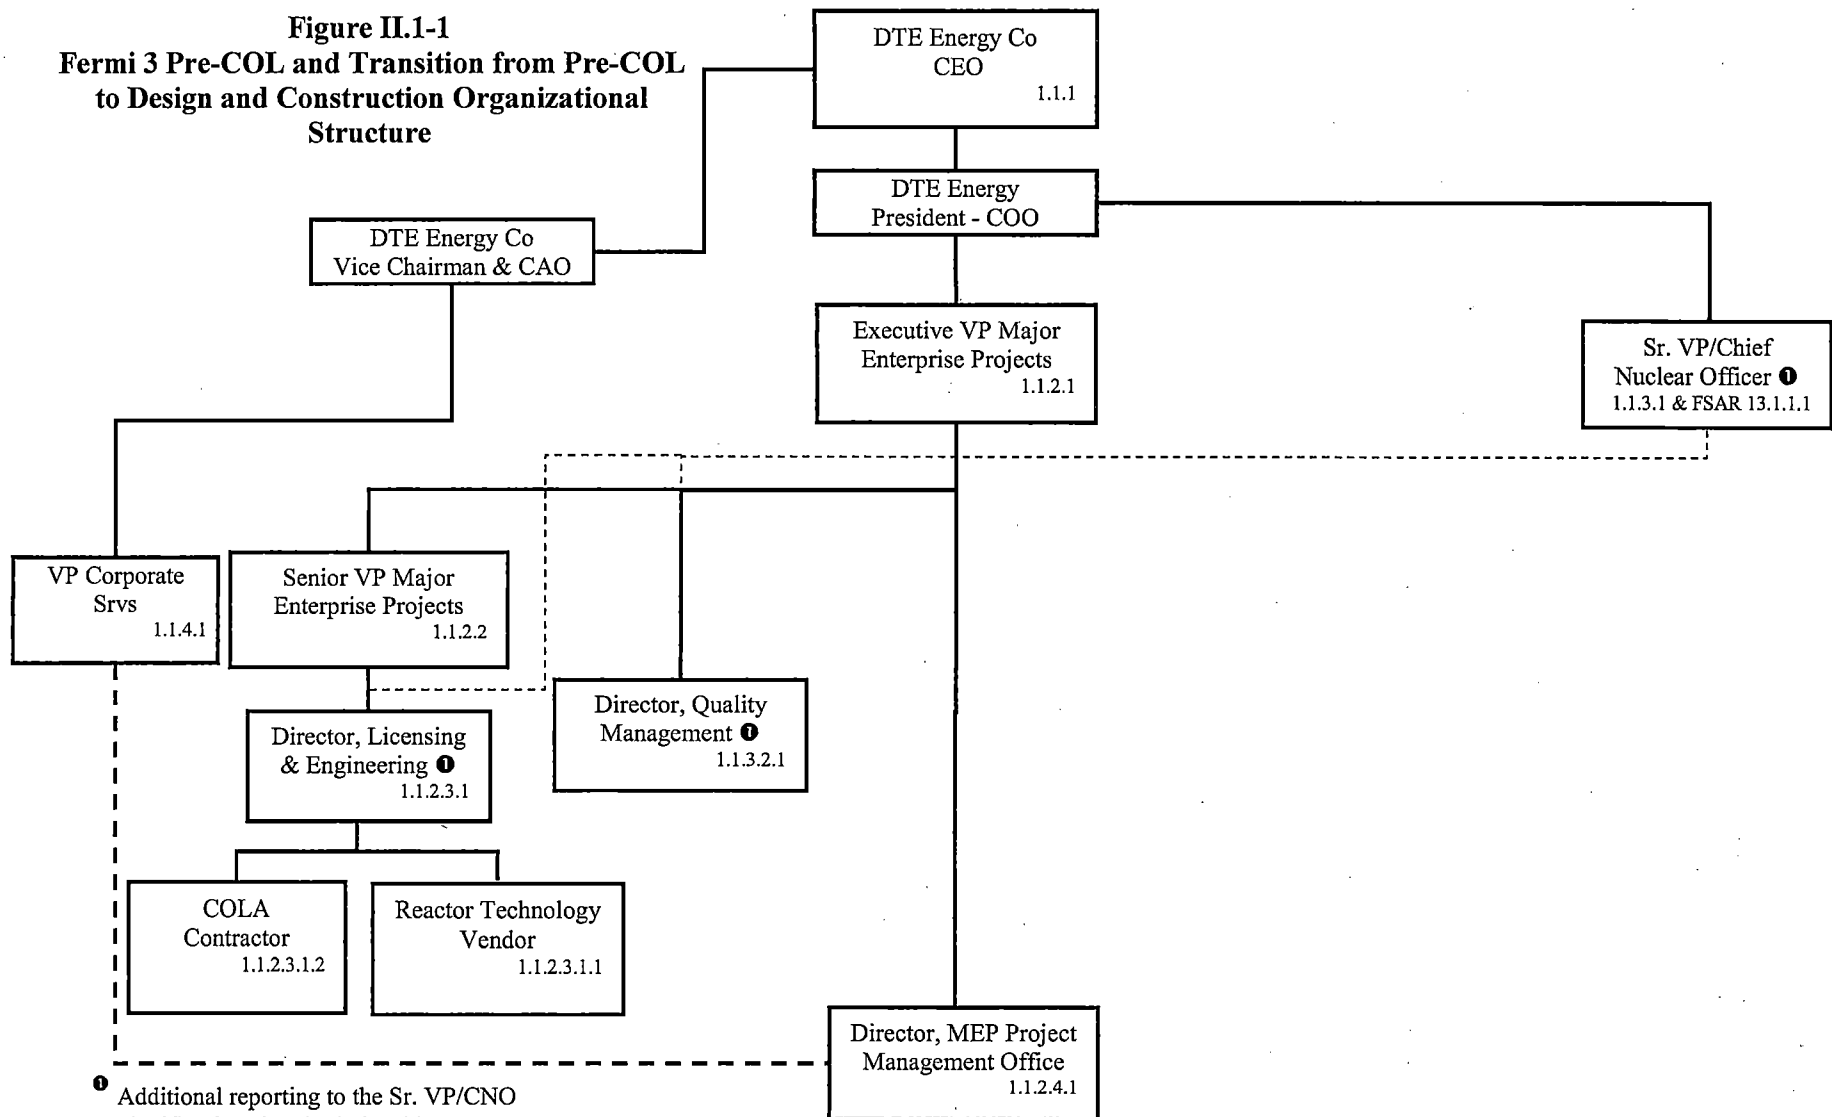 Figure II.1-1
Fermi 3 Pre-COL and Transition from Pre-COL
to Design and Construction Organizational
Structure
DTE Energy Co
CEO
1.1.1
DTE Energy
President - COO
DTE Energy Co
Vice Chairman & CAO
Executive VP Major
Enterprise Projects
1.1.2.1
Sr. VP/Chief
Nuclear Officer ❶
1.1.3.1 & FSAR 13.1.1.1
VP Corporate
Srvs
1.1.4.1
Senior VP Major
Enterprise Projects
1.1.2.2
Director, Licensing
& Engineering ❶
1.1.2.3.1
Director, Quality
Management ❶
1.1.3.2.1
COLA
Contractor
1.1.2.3.1.2
Reactor Technology
Vendor
1.1.2.3.1.1
Director, MEP Project
Management Office
1.1.2.4.1
❶ Additional reporting to the Sr. VP/CNO